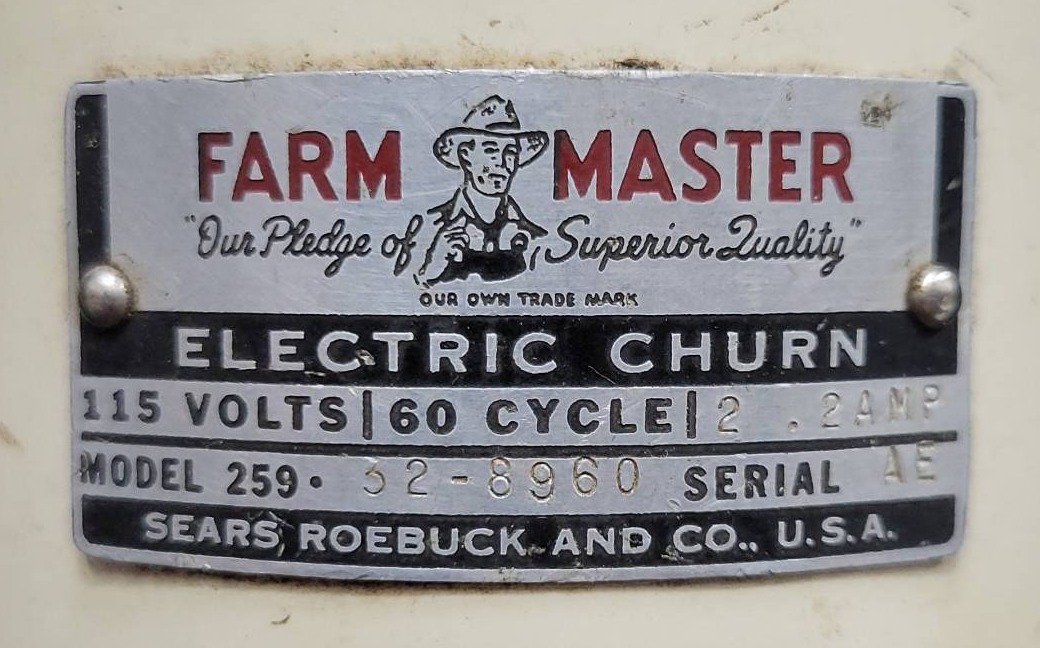 FARM MASTER
"Our Pledge of Superior Quality"
OUR OWN TRADE MARK
ELECTRIC CHURN
115 VOLTS|60 CYCLE|2.2AMP
MODEL 259. 32-8960 SERIAL AE
SEARS, ROEBUCK AND CO., U.S.A.